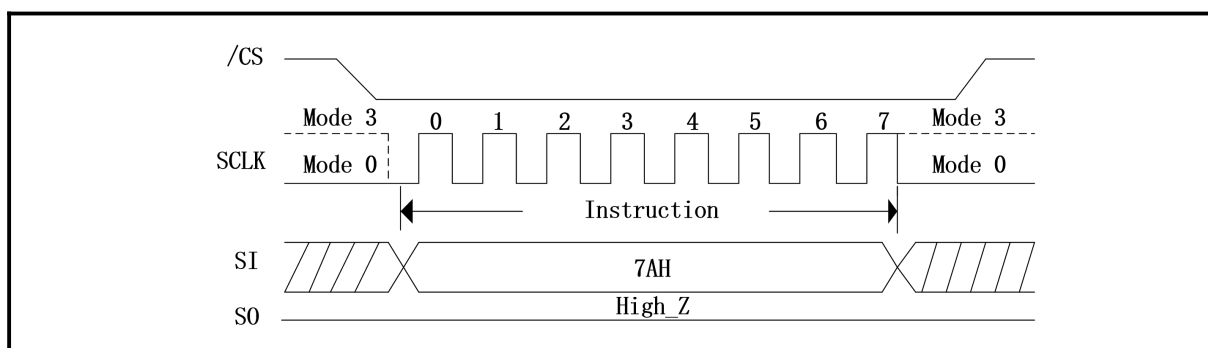 /CS
Mode 3 0 1 2 3 4 5 6 7 Mode 3
SCLK Mode 0 Mode 0
Instruction
SI 7AH
High_Z
SO